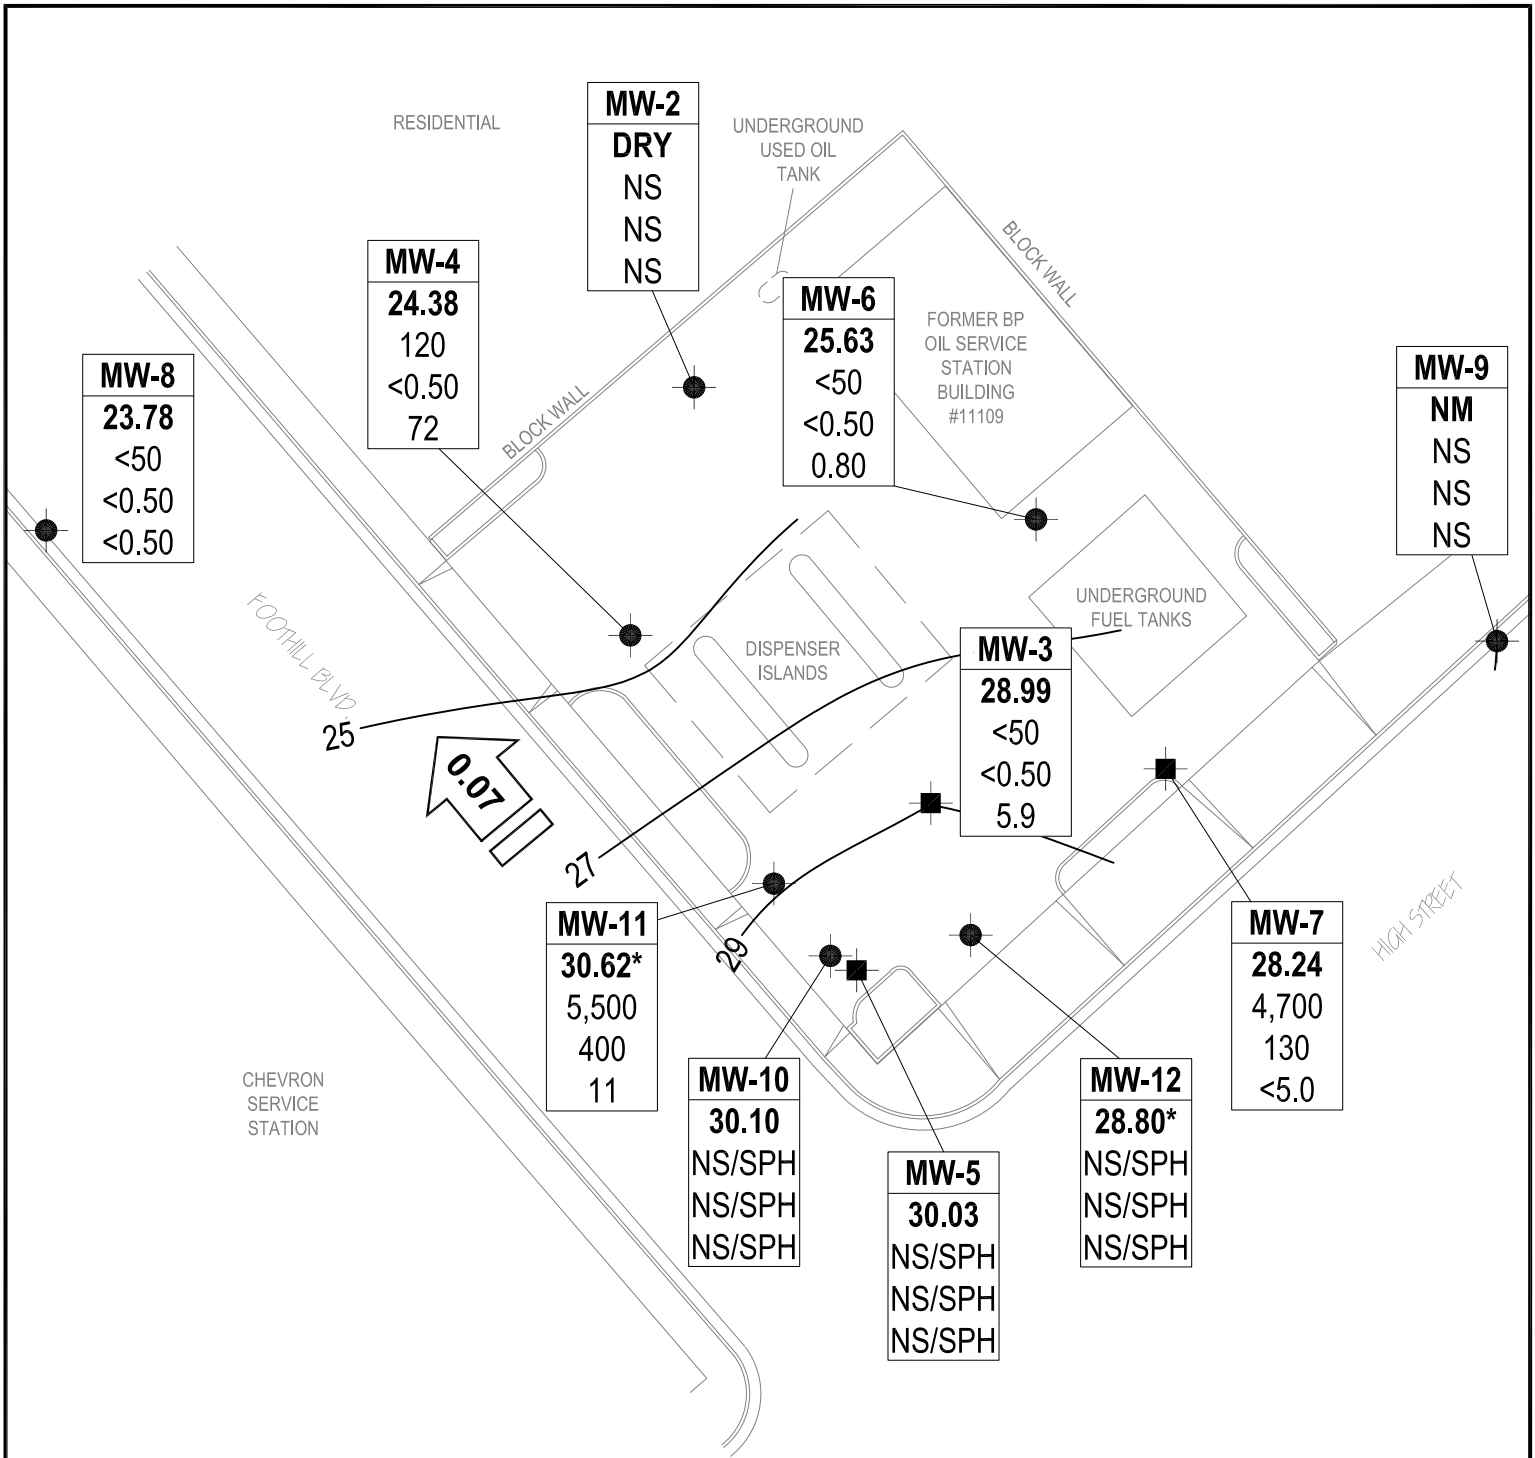 RESIDENTIAL
MW-2
DRY
NS
NS
NS
UNDERGROUND
USED OIL
TANK
BLOCK WALL
MW-4
24.38
120
<0.50
72
MW-6
25.63
<50
<0.50
0.80
FORMER BP
OIL SERVICE
STATION
BUILDING
#11109
MW-8
23.78
<50
<0.50
<0.50
MW-9
NM
NS
NS
NS
BLOCK WALL
FOOTHILL BLVD.
UNDERGROUND
FUEL TANKS
DISPENSER
ISLANDS
MW-3
28.99
<50
<0.50
5.9
25
0.07
27
29
MW-11
30.62*
5,500
400
11
MW-7
28.24
4,700
130
<5.0
HIGH STREET
CHEVRON
SERVICE
STATION
MW-10
30.10
NS/SPH
NS/SPH
NS/SPH
MW-12
28.80*
NS/SPH
NS/SPH
NS/SPH
MW-5
30.03
NS/SPH
NS/SPH
NS/SPH